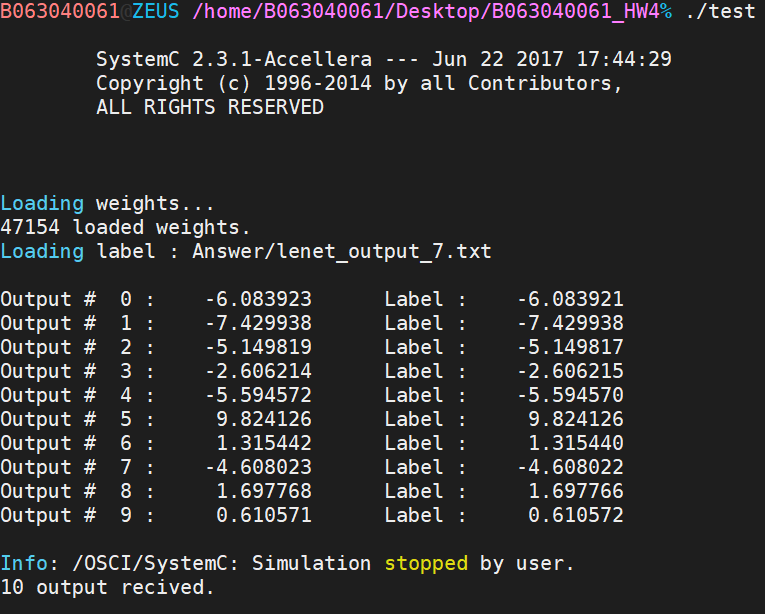 B063040061@ZEUS /home/B063040061/Desktop/B063040061_HW4% ./test
SystemC 2.3.1-Accellera --- Jun 22 2017 17:44:29
Copyright (c) 1996-2014 by all Contributors,
ALL RIGHTS RESERVED
Loading weights...
47154 loaded weights.
Loading label : Answer/lenet_output_7.txt
Output # 0 : -6.083923 Label : -6.083921
Output # 1 : -7.429938 Label : -7.429938
Output # 2 : -5.149819 Label : -5.149817
Output # 3 : -2.606214 Label : -2.606215
Output # 4 : -5.594572 Label : -5.594570
Output # 5 : 9.824126 Label : 9.824126
Output # 6 : 1.315442 Label : 1.315440
Output # 7 : -4.608023 Label : -4.608022
Output # 8 : 1.697768 Label : 1.697766
Output # 9 : 0.610571 Label : 0.610572
Info: /OSCI/SystemC: Simulation stopped by user.
10 output recived.